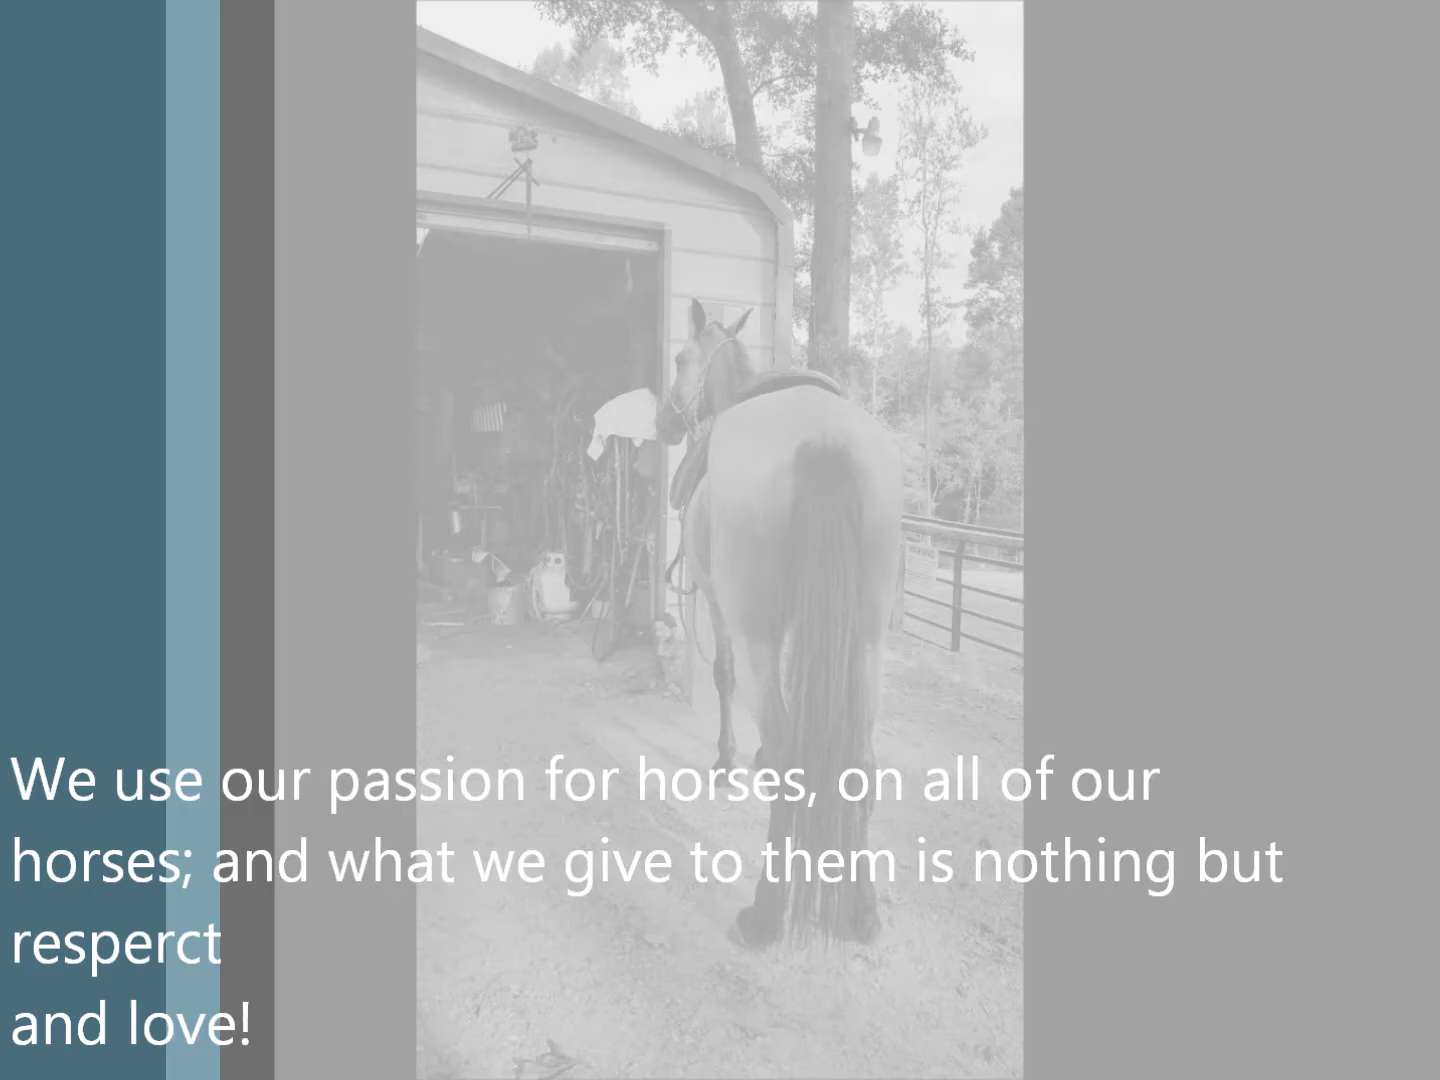 We use our passion for horses, on all of our
horses; and what we give to them is nothing but
resperct
and love!